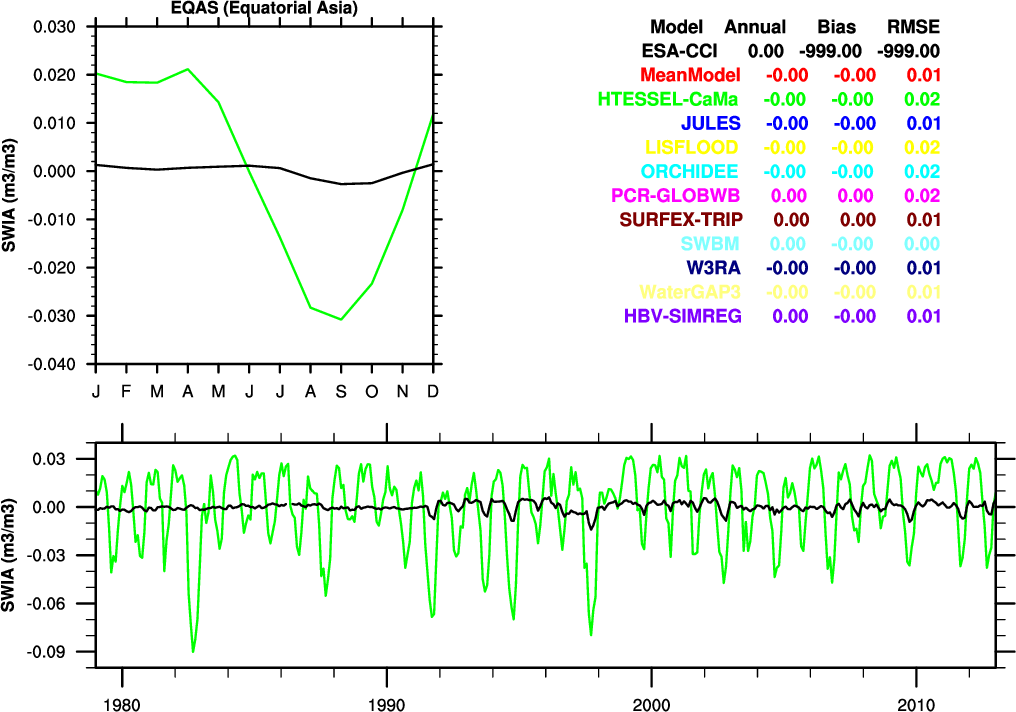 EQAS (Equatorial Asia)
SWIA (m3/m3)
0.030
0.020
0.010
0.000
-0.010
-0.020
-0.030
-0.040
J F M A M J J A S O N D
Model Annual Bias RMSE
ESA-CCI 0.00 -999.00 -999.00
MeanModel -0.00 -0.00 0.01
HTESSEL-CaMa -0.00 -0.00 0.02
JULES -0.00 -0.00 0.01
LISFLOOD -0.00 -0.00 0.02
ORCHIDEE -0.00 -0.00 0.02
PCR-GLOBWB 0.00 0.00 0.02
SURFEX-TRIP 0.00 0.00 0.01
SWBM 0.00 -0.00 0.00
W3RA -0.00 -0.00 0.01
WaterGAP3 -0.00 -0.00 0.01
HBV-SIMREG 0.00 -0.00 0.01
SWIA (m3/m3)
0.03
0.00
-0.03
-0.06
-0.09
1980 1990 2000 2010